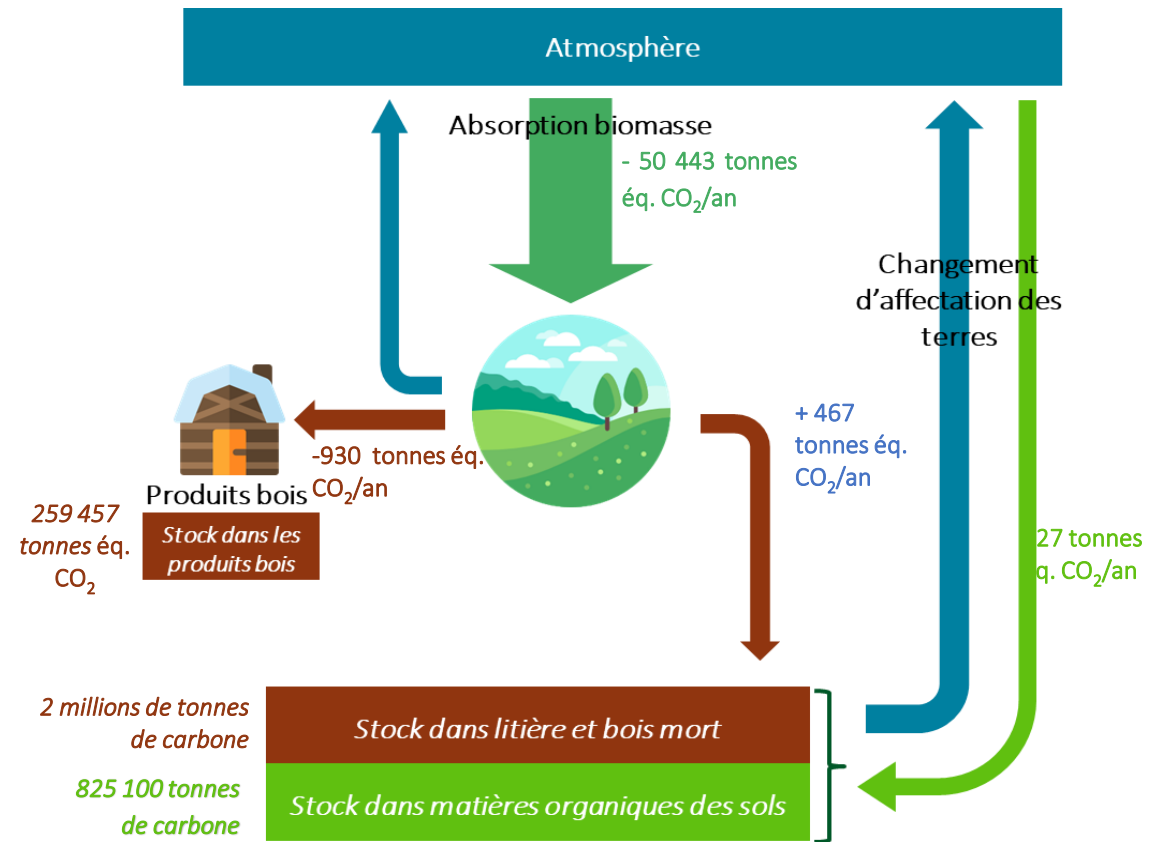 Atmosphère
Absorption biomasse
- 50 443 tonnes
éq. CO₂/an
Changement
d’affectation des
terres
+ 467
tonnes éq.
CO₂/an
-930 tonnes éq.
CO₂/an
Produits bois
259 457
tonnes éq.
CO₂
Stock dans les
produits bois
27 tonnes
q. CO₂/an
2 millions de tonnes
de carbone
Stock dans litière et bois mort
825 100 tonnes
de carbone
Stock dans matières organiques des sols